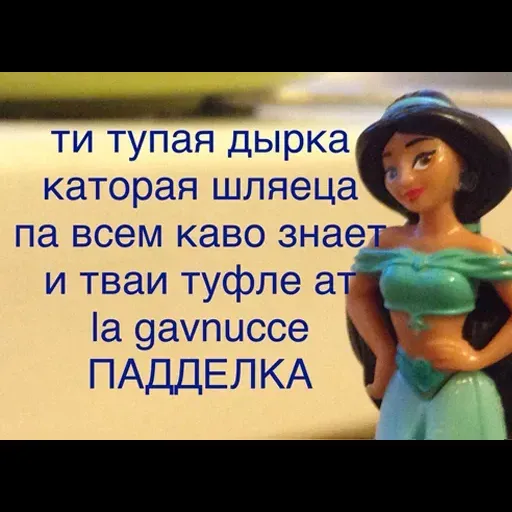 ти тупая дырка
каторая шляеца
па всем каво знает
и тваи туфле ат
la gavnucce
ПАДДЕЛКА